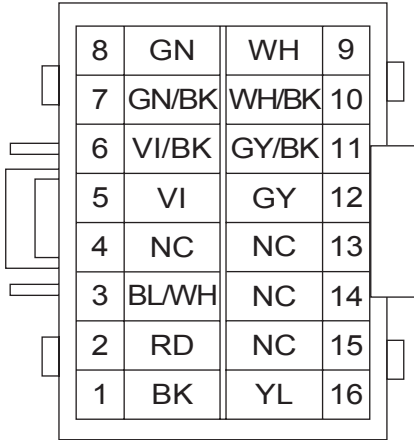 8 GN WH 9
7 GN/BK WH/BK 10
6 VI/BK GY/BK 11
5 VI GY 12
4 NC NC 13
3 BL/WH NC 14
2 RD NC 15
1 BK YL 16